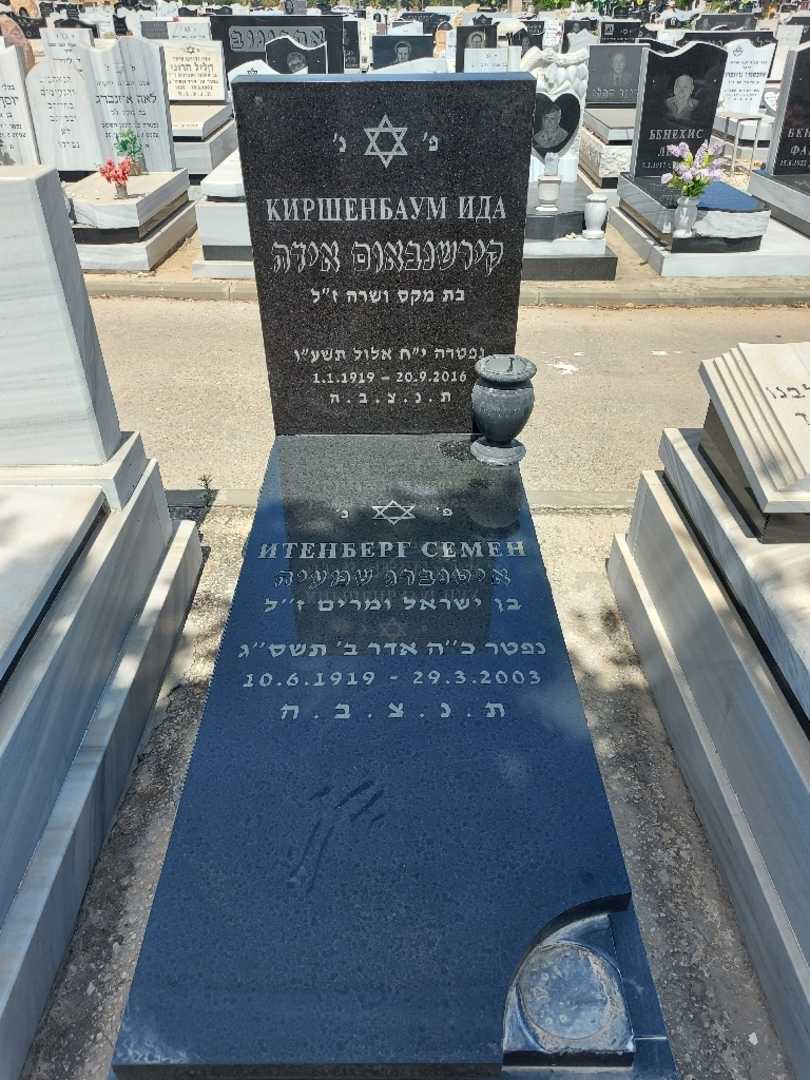 פ' נ'
КИРШЕНБАУМ ИДА
קירשנבאום אידה
בת מקס ושרה ז"ל
נפטרה י"ח אלול תשע"ו
1.1.1919 – 20.9.2016
ת.נ.צ.ב.ה
פ' נ'
ИТЕНБЕРГ СЕМЕН
איטנברג שמעיה
בן ישראל ומרים ז''ל
נפטר כ''ה אדר ב' תשס''ג
10.6.1919 - 29.3.2003
ת.נ.צ.ב.ה
БЕНЕХИС